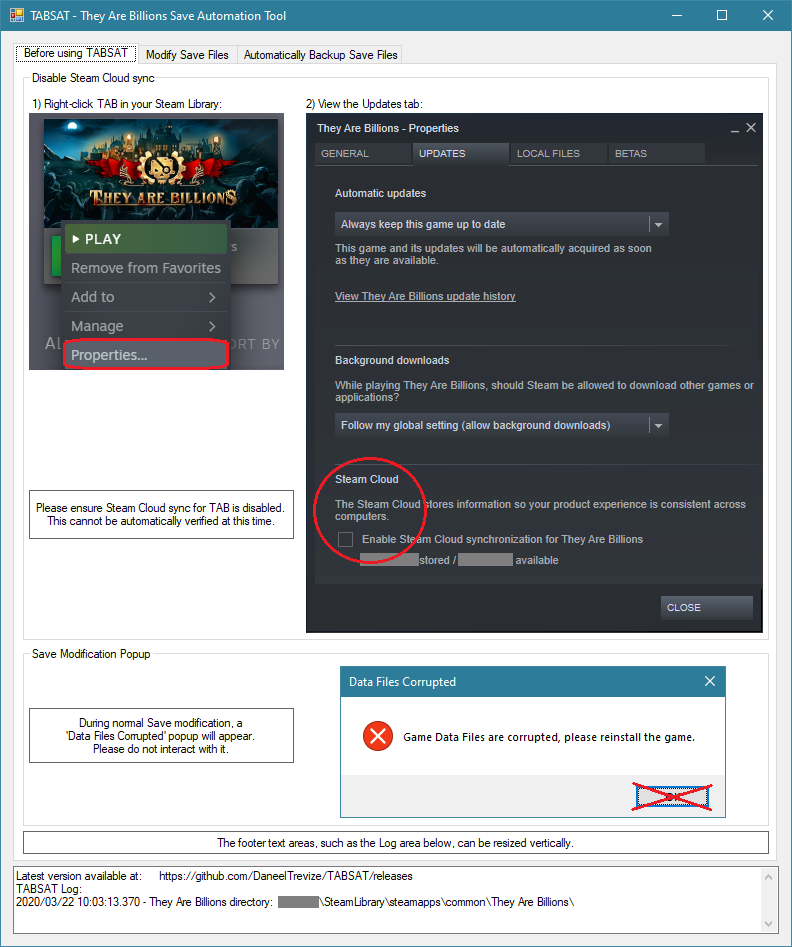 TABSAT - They Are Billions Save Automation Tool
Before using TABSAT
Modify Save Files
Automatically Backup Save Files
Disable Steam Cloud sync
1) Right-click TAB in your Steam Library:
THEY ARE BILLIONS
PLAY
Remove from Favorites
Add to
Manage
Properties...
ORT BY
Please ensure Steam Cloud sync for TAB is disabled.
This cannot be automatically verified at this time.
2) View the Updates tab:
They Are Billions - Properties
GENERAL
UPDATES
LOCAL FILES
BETAS
Automatic updates
Always keep this game up to date
This game and its updates will be automatically acquired as soon
as they are available.
View They Are Billions update history
Background downloads
While playing They Are Billions, should Steam be allowed to download other games or
applications?
Follow my global setting (allow background downloads)
Steam Cloud
The Steam Cloud stores information so your product experience is consistent across
computers.
Enable Steam Cloud synchronization for They Are Billions
stored / available
CLOSE
Save Modification Popup
During normal Save modification, a
'Data Files Corrupted' popup will appear.
Please do not interact with it.
Data Files Corrupted
Game Data Files are corrupted, please reinstall the game.
The footer text areas, such as the Log area below, can be resized vertically.
Latest version available at: https://github.com/DaneelTrevize/TABSAT/releases
TABSAT Log:
2020/03/22 10:03:13.370 - They Are Billions directory: \SteamLibrary\steamapps\common\They Are Billions\